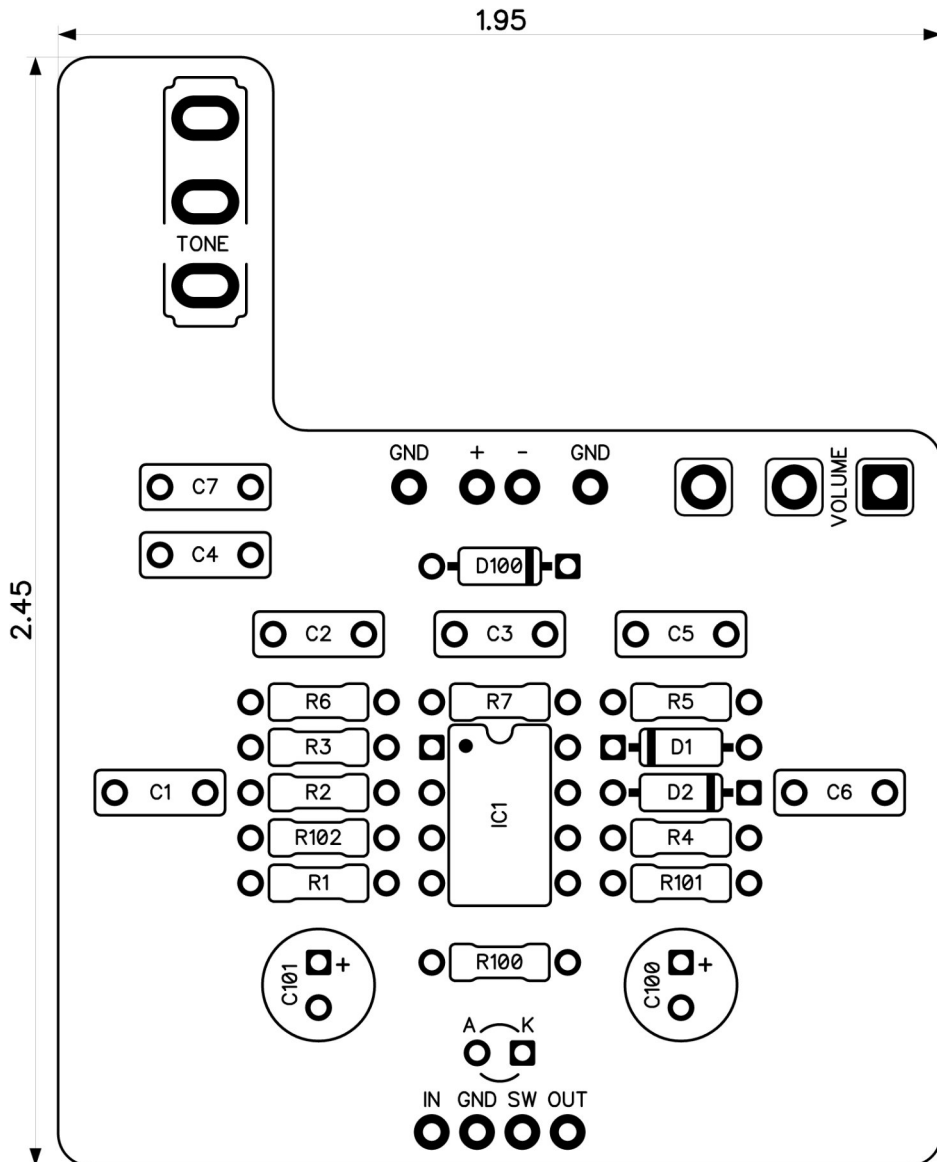 1.95
2.45
TONE
GND + - GND
VOLUME
C7
C4
D100
C2 C3 C5
R6 R7 R5
R3 D1
C1 R2 IC1 D2 C6
R102 R4
R1 R101
C101 + R100 C100 +
A K
IN GND SW OUT